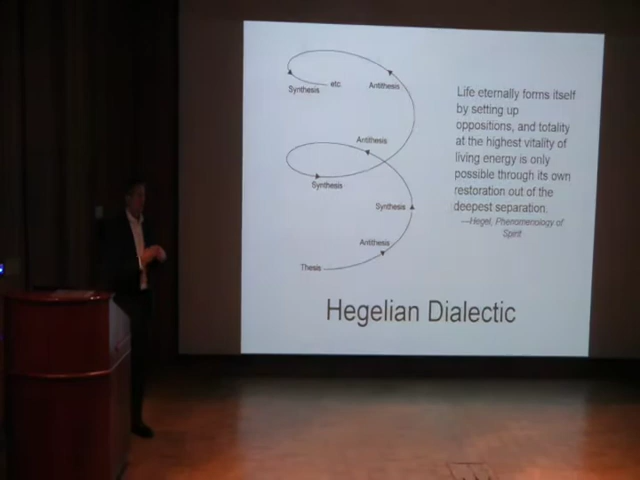 Synthesis
etc.
Antithesis
Antithesis
Synthesis
Synthesis
Antithesis
Thesis
Life eternally forms itself
by setting up
oppositions, and totality
at the highest vitality of
living energy is only
possible through its own
restoration out of the
deepest separation.
—Hegel, Phenomenology of
Spirit
Hegelian Dialectic